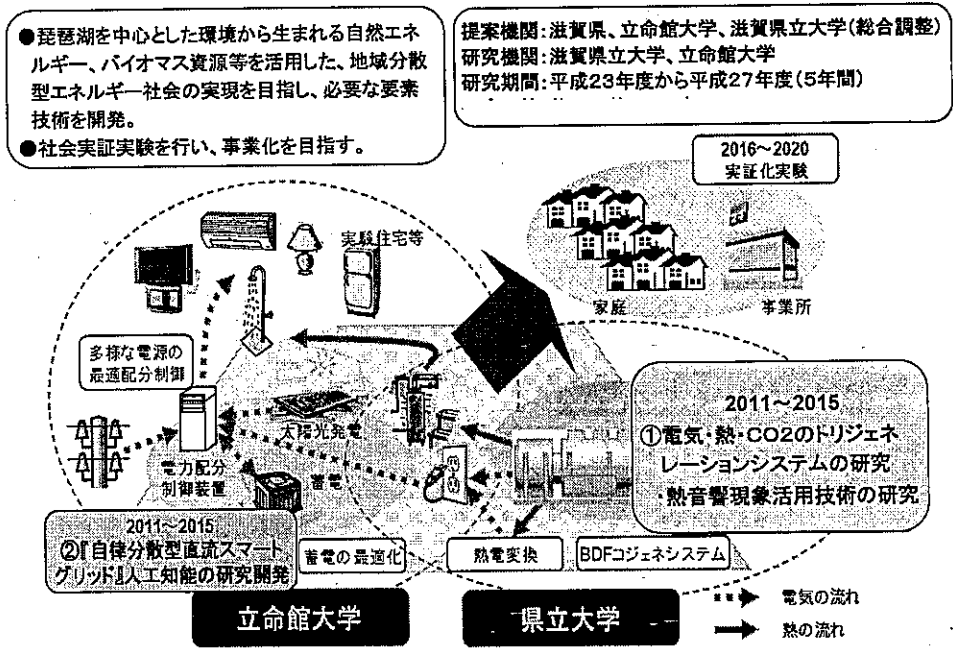 ●琵琶湖を中心とした環境から生まれる自然エネ
ルギー、バイオマス資源等を活用した、地域分散
型エネルギー社会の実現を目指し、必要な要素
技術を開発。
●社会実証実験を行い、事業化を目指す。
提案機関:滋賀県、立命館大学、滋賀県立大学(総合調整)
研究機関:滋賀県立大学、立命館大学
研究期間:平成23年度から平成27年度(5年間)
2016～2020
実証化実験
家庭
事業所
実験住宅等
多様な電源の
最適配分制御
太陽光発電
電力配分
制御装置
蓄電
2011～2015
①電気・熱・CO2のトリジェネ
レーションシステムの研究
・熱音響現象活用技術の研究
2011～2015
②『自律分散型直流スマート
グリッド』人工知能の研究開発
蓄電の最適化
熱電変換
BDFコジェネシステム
立命館大学
県立大学
電気の流れ
熱の流れ